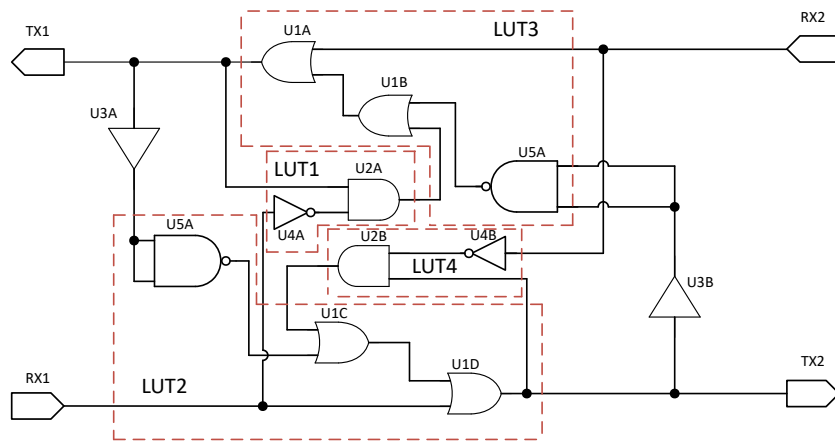 TX1
U1A
LUT3
RX2
U1B
U3A
U5A
LUT1
U2A
U5A
U4A
U2B
U4B
LUT4
U3B
U1C
U1D
RX1
LUT2
TX2